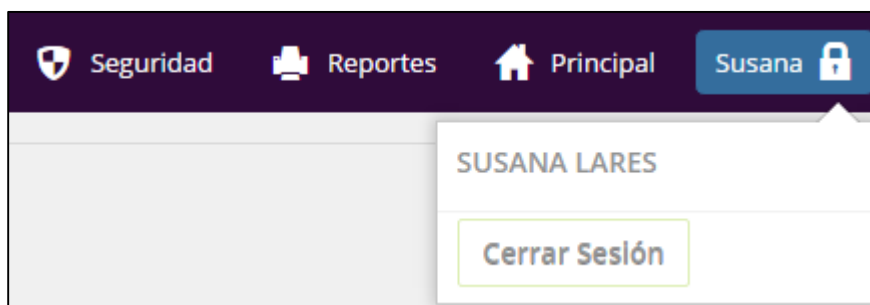 Seguridad Reportes Principal Susana
SUSANA LARES
Cerrar Sesión